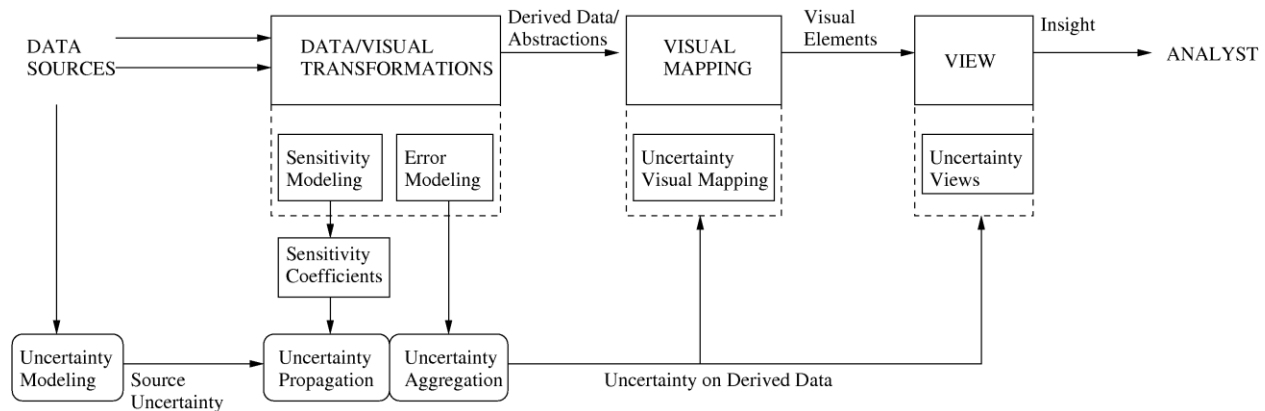 DATA
SOURCES
DATA/VISUAL
TRANSFORMATIONS
Derived Data/
Abstractions
VISUAL
MAPPING
Visual
Elements
VIEW
Insight
ANALYST
Sensitivity
Modeling
Error
Modeling
Uncertainty
Visual Mapping
Uncertainty
Views
Sensitivity
Coefficients
Uncertainty
Modeling
Source
Uncertainty
Uncertainty
Propagation
Uncertainty
Aggregation
Uncertainty on Derived Data